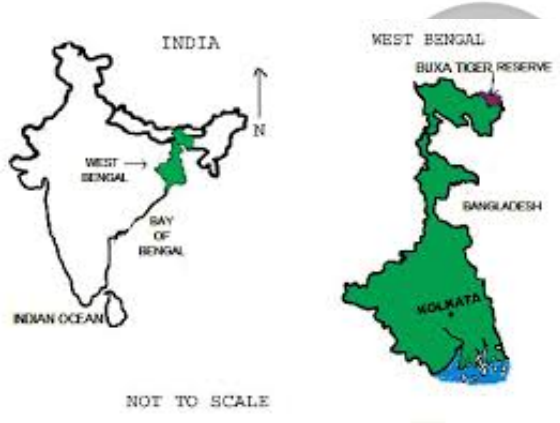 INDIA
N
WEST
BENGAL
BAY
OF
BENGAL
INDIAN OCEAN
NOT TO SCALE
WEST BENGAL
BUXA TIGER RESERVE
BANGLADESH
KOLKATA